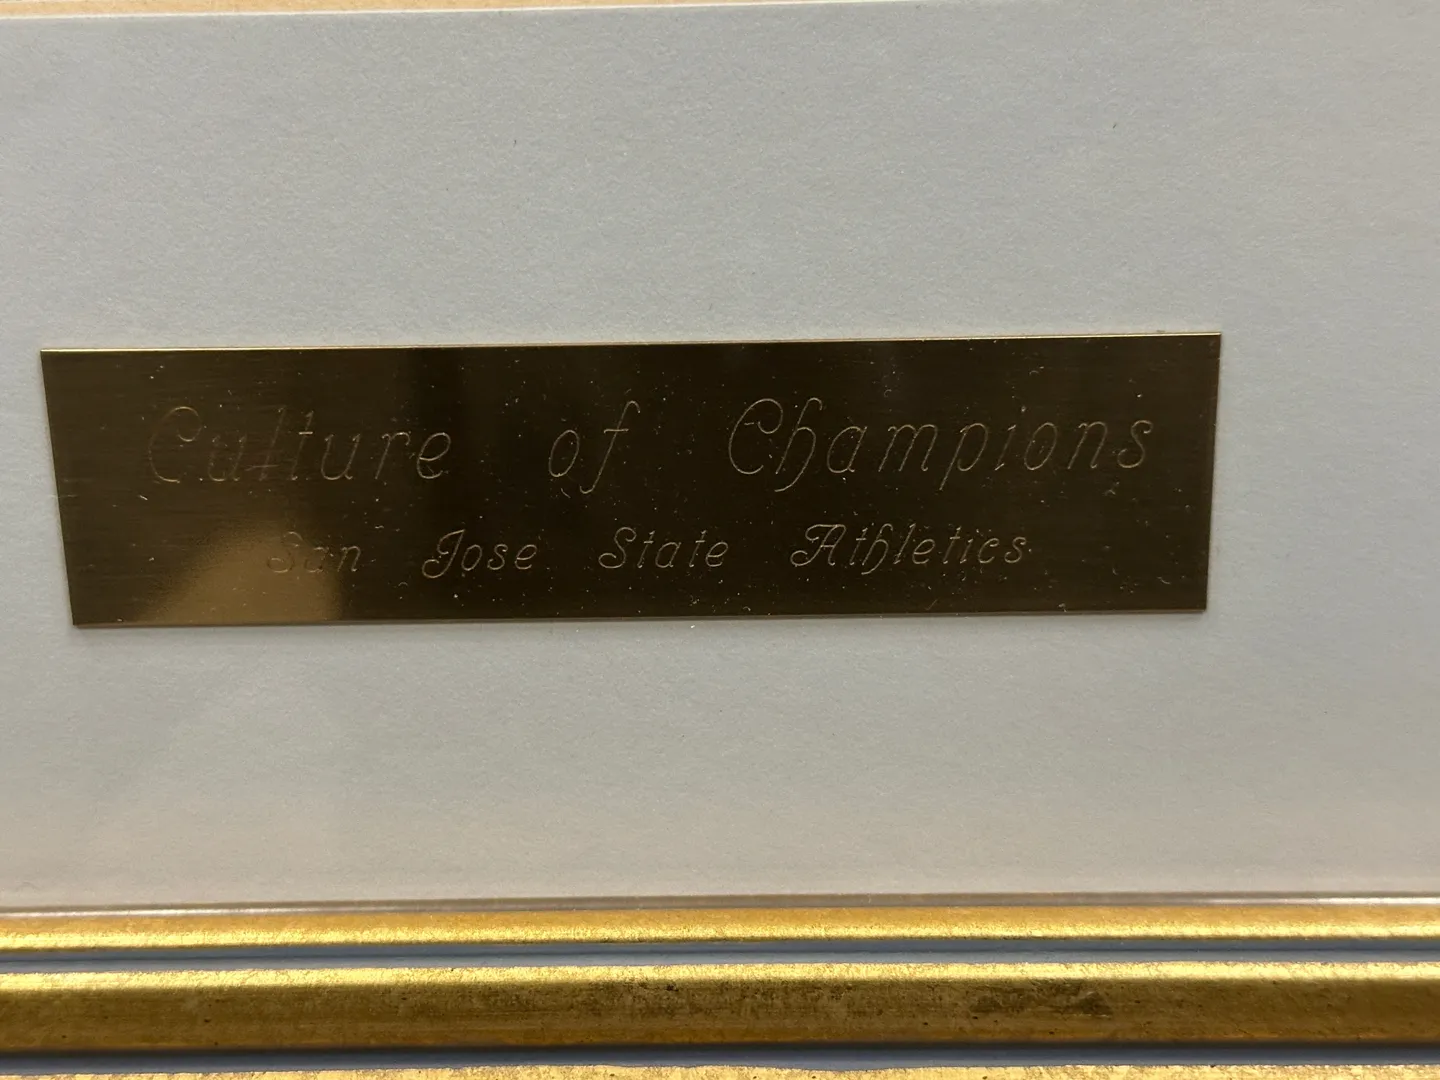 Culture of Champions
San Jose State Athletics